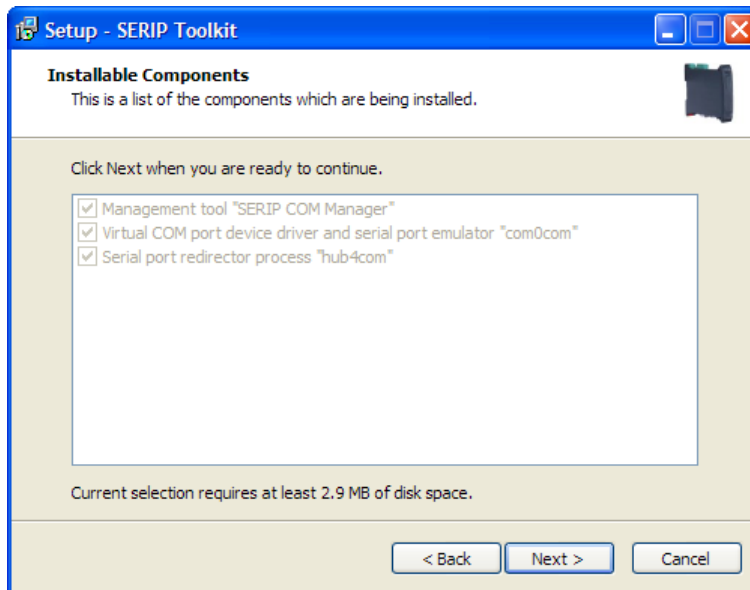 Setup - SERIP Toolkit
Installable Components
This is a list of the components which are being installed.
Click Next when you are ready to continue.
Management tool "SERIP COM Manager"
Virtual COM port device driver and serial port emulator "com0com"
Serial port redirector process "hub4com"
Current selection requires at least 2.9 MB of disk space.
< Back Next > Cancel